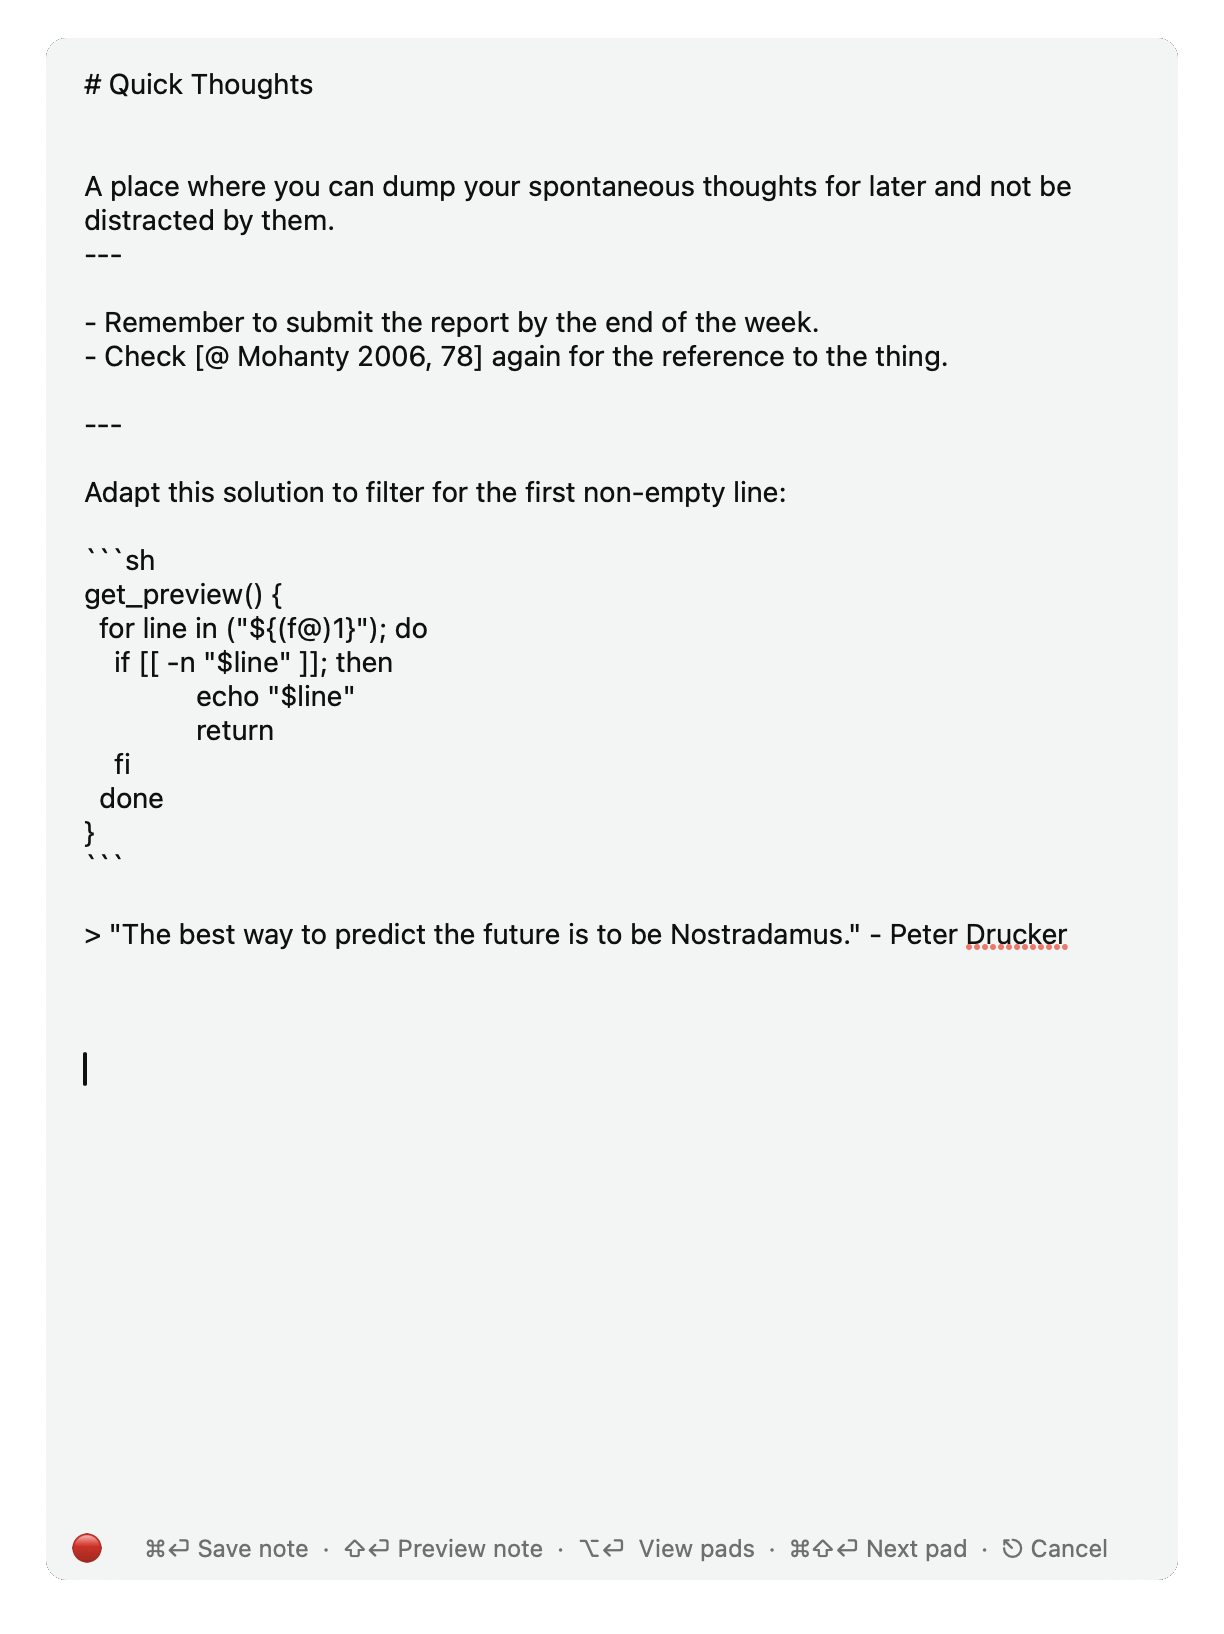 # Quick Thoughts
A place where you can dump your spontaneous thoughts for later and not be
distracted by them.
---
- Remember to submit the report by the end of the week.
- Check [@ Mohanty 2006, 78] again for the reference to the thing.
---
Adapt this solution to filter for the first non-empty line:
```sh
get_preview() {
  for line in ("${(f@)1}"); do
    if [[ -n "$line" ]]; then
            echo "$line"
            return
    fi
  done
}
```
> "The best way to predict the future is to be Nostradamus." - Peter Drucker
⌘↩ Save note · ⇧↩ Preview note · ⌥↩ View pads · ⌘⇧↩ Next pad · ⎋ Cancel